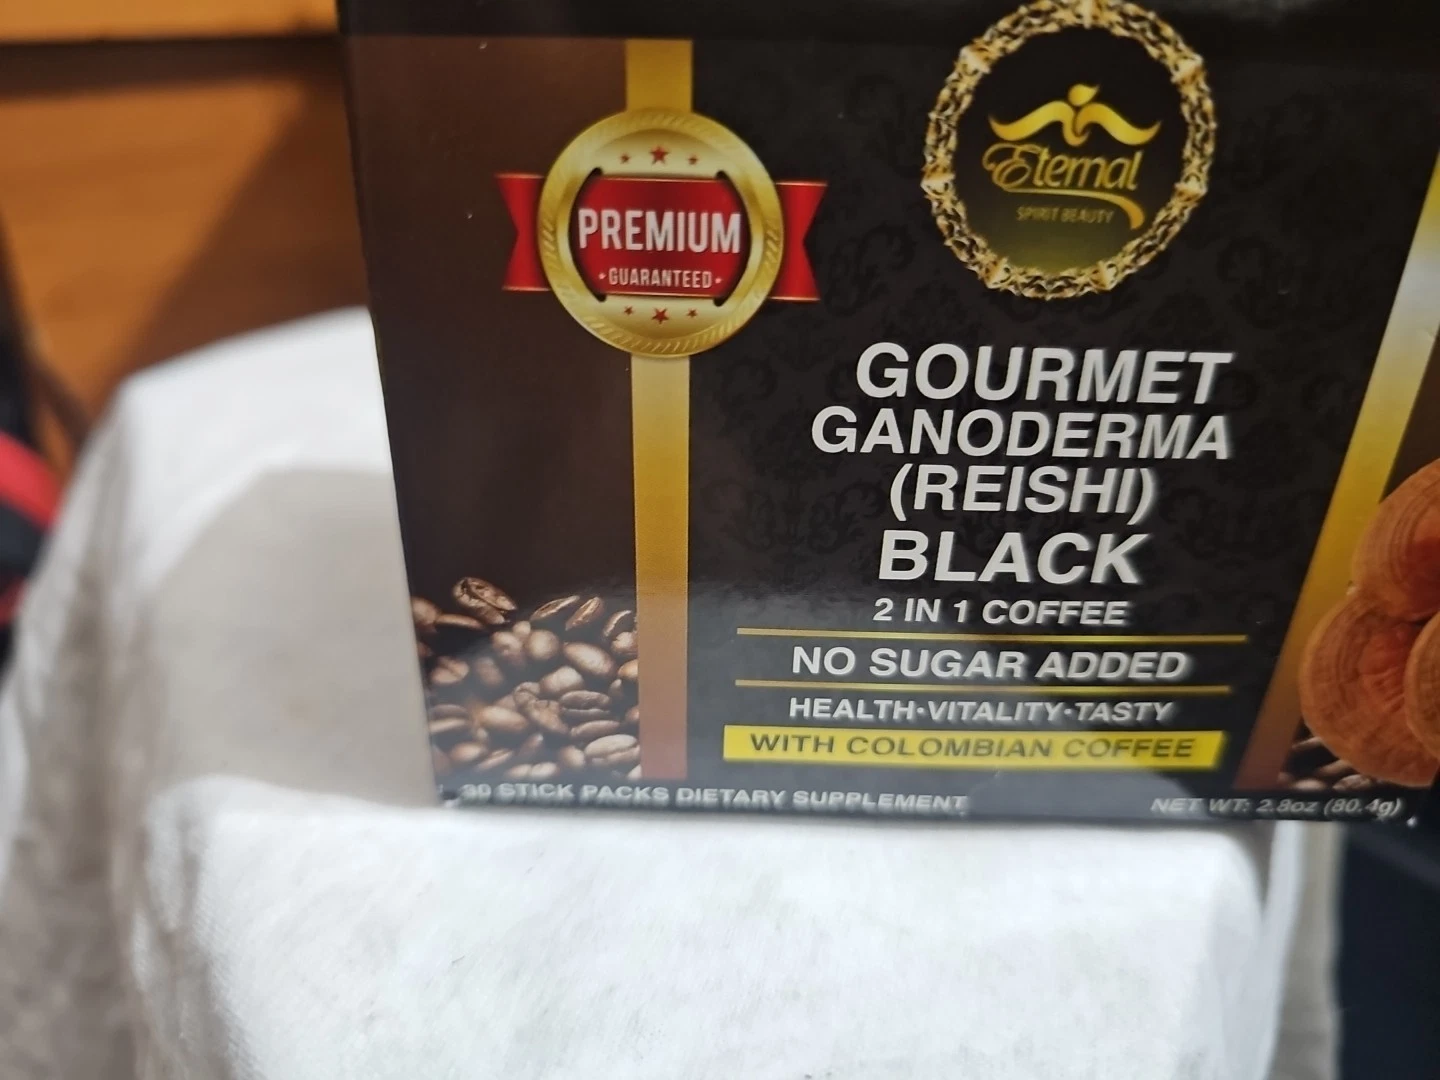 PREMIUM
GUARANTEED
Eternal
SPIRIT BEAUTY
GOURMET
GANODERMA
(REISHI)
BLACK
2 IN 1 COFFEE
NO SUGAR ADDED
HEALTH•VITALITY•TASTY
WITH COLOMBIAN COFFEE
30 STICK PACKS DIETARY SUPPLEMENT
NET WT: 2.8oz (80.4g)